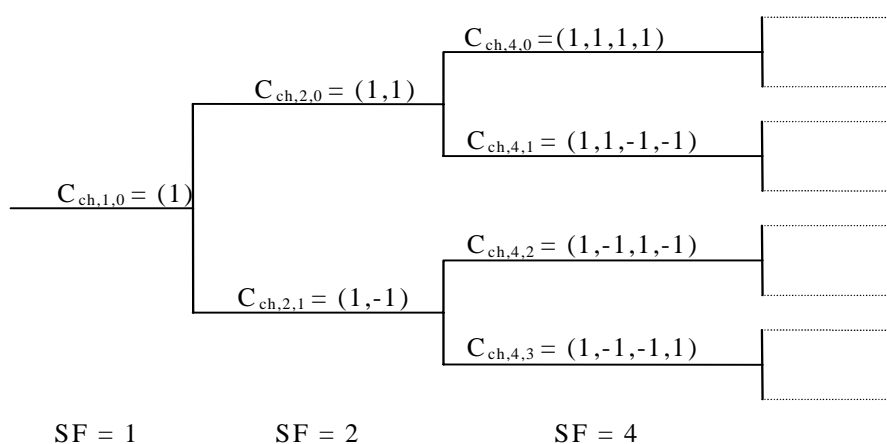 C ch,4,0 =(1,1,1,1)
C ch,2,0 = (1,1)
C ch,4,1 = (1,1,-1,-1)
C ch,1,0 = (1)
C ch,4,2 = (1,-1,1,-1)
C ch,2,1 = (1,-1)
C ch,4,3 = (1,-1,-1,1)
SF = 1 SF = 2 SF = 4